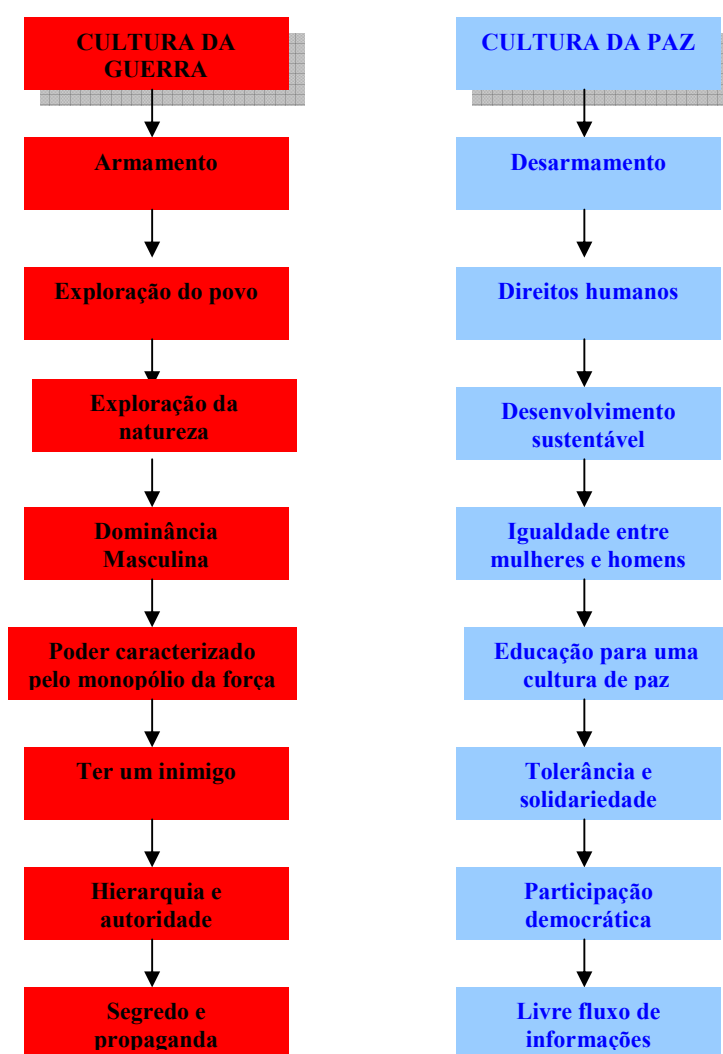 CULTURA DA
GUERRA
Armamento
Exploração do povo
Exploração da
natureza
Dominância
Masculina
Poder caracterizado
pelo monopólio da força
Ter um inimigo
Hierarquia e
autoridade
Segredo e
propaganda
CULTURA DA PAZ
Desarmamento
Direitos humanos
Desenvolvimento
sustentável
Igualdade entre
mulheres e homens
Educação para uma
cultura de paz
Tolerância e
solidariedade
Participação
democrática
Livre fluxo de
informações